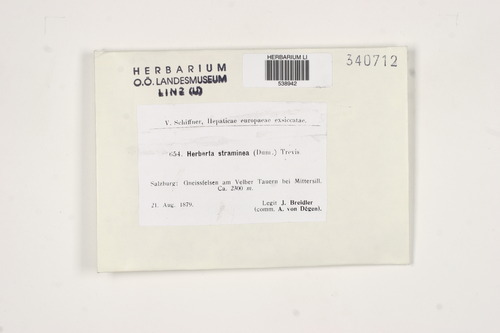 HERBARIUM
O.Ö. LANDESMUSEUM
LINZ (LI)
HERBARIUM LI
538942
340712
V. Schiffner, Hepaticae europaeae exsiccatae.
654. Herberta straminea (Dum.) Trevis
Salzburg: Gneissfelsen am Velber Tauern bei Mittersill.
Ca. 2300 m.
21. Aug. 1879.
Legit J. Breidler
(comm. A. von Dégen).